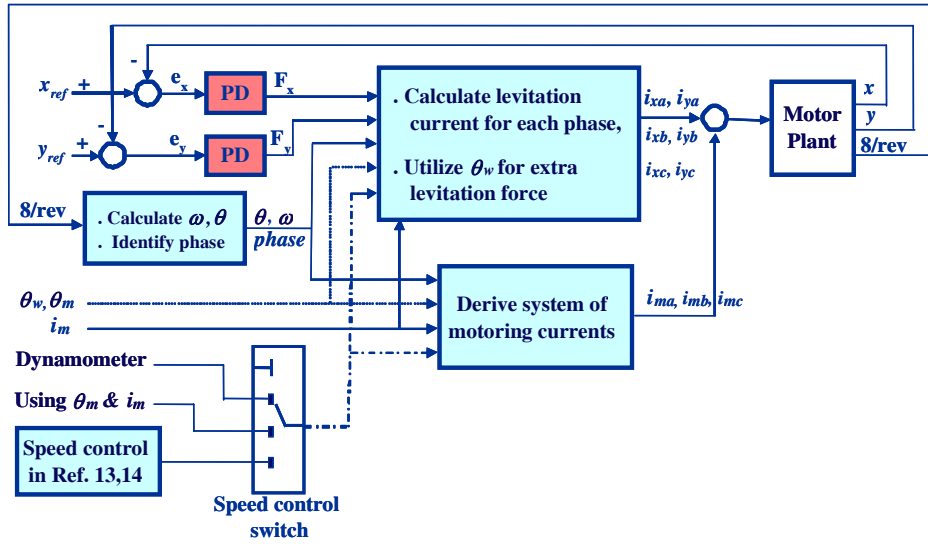 -
x_ref +
e_x
PD
F_x
-
y_ref +
e_y
PD
F_y
. Calculate levitation
current for each phase,
. Utilize θ_w for extra
levitation force
i_xa, i_ya
i_xb, i_yb
i_xc, i_yc
Motor
Plant
x
y
8/rev
8/rev
. Calculate ω, θ
. Identify phase
θ, ω
phase
θ_w, θ_m
i_m
Derive system of
motoring currents
i_ma, i_mb, i_mc
Dynamometer
Using θ_m & i_m
Speed control
in Ref. 13,14
Speed control
switch